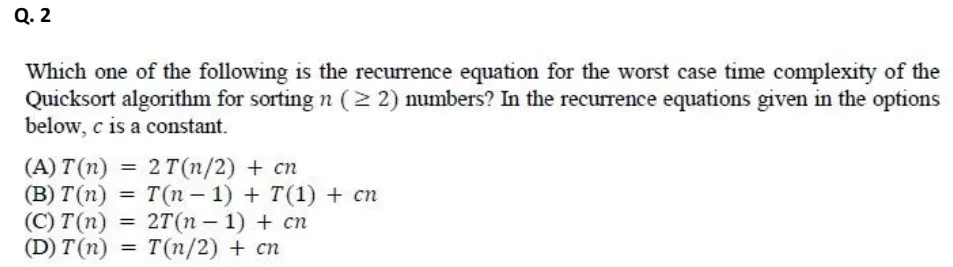 Q. 2
Which one of the following is the recurrence equation for the worst case time complexity of the
Quicksort algorithm for sorting n (≥ 2) numbers? In the recurrence equations given in the options
below, c is a constant.
(A) T(n) = 2 T(n/2) + cn
(B) T(n) = T(n − 1) + T(1) + cn
(C) T(n) = 2T(n − 1) + cn
(D) T(n) = T(n/2) + cn